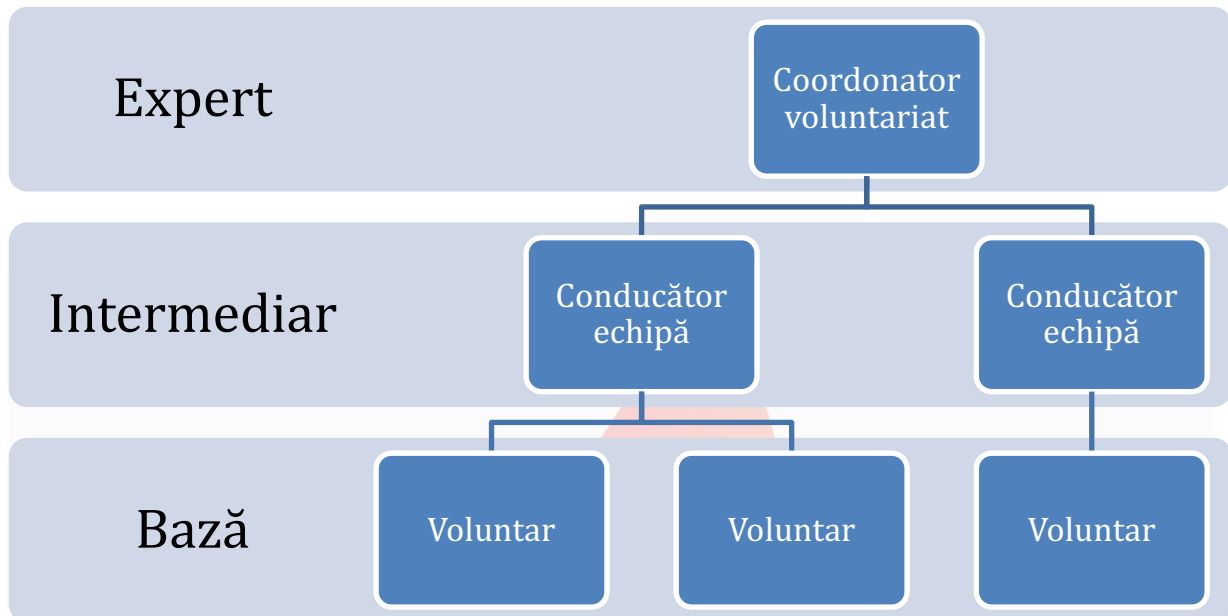 Expert
Coordonator
voluntariat
Intermediar
Conducător
echipă
Conducător
echipă
Bază
Voluntar
Voluntar
Voluntar